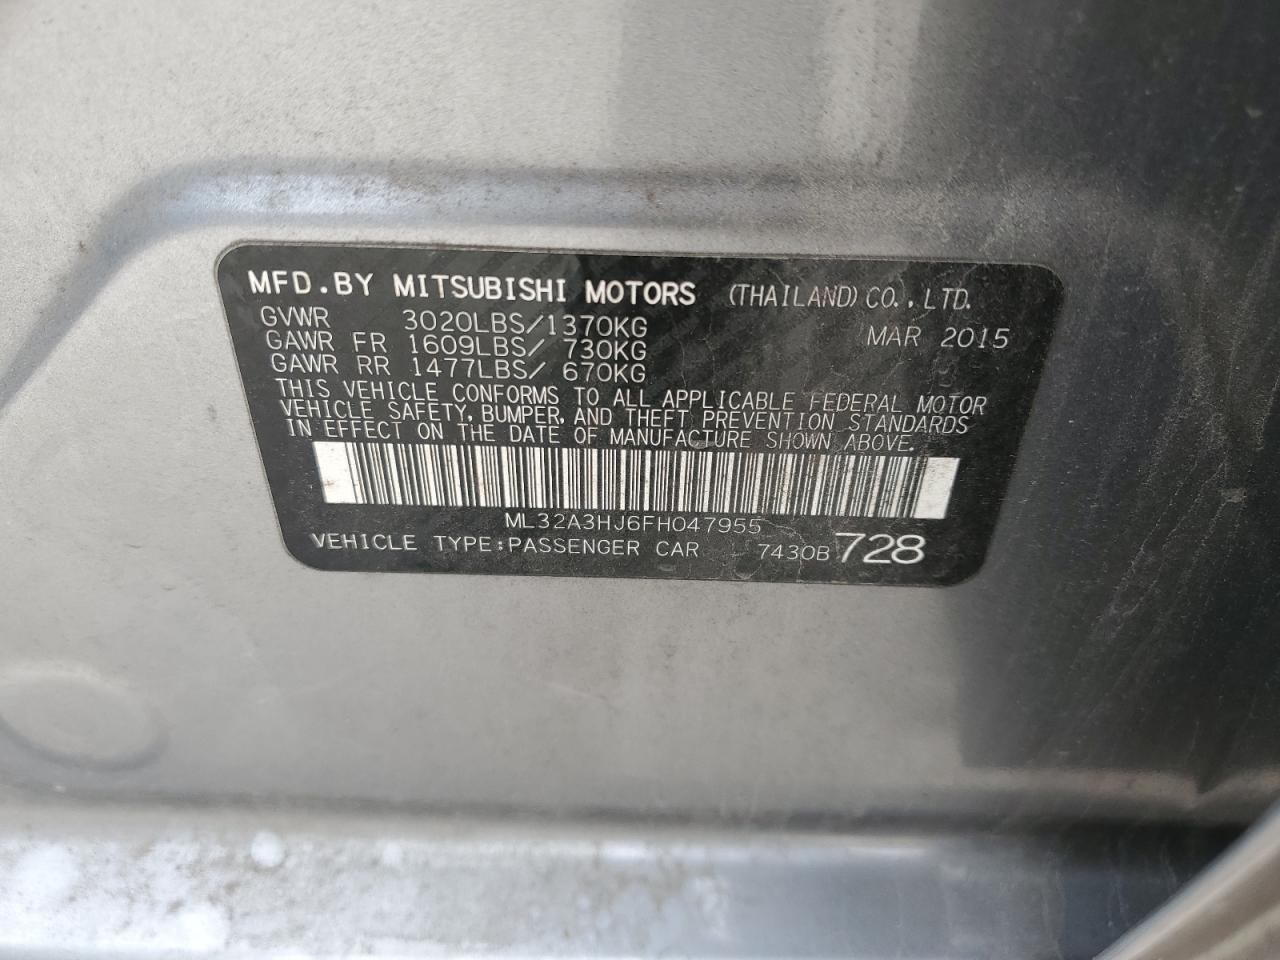 MFD.BY MITSUBISHI MOTORS (THAILAND) CO.,LTD.
GVWR 3020LBS/1370KG MAR 2015
GAWR FR 1609LBS/ 730KG
GAWR RR 1477LBS/ 670KG
THIS VEHICLE CONFORMS TO ALL APPLICABLE FEDERAL MOTOR
VEHICLE SAFETY, BUMPER, AND THEFT PREVENTION STANDARDS
IN EFFECT ON THE DATE OF MANUFACTURE SHOWN ABOVE.
ML32A3HJ6FH047955
VEHICLE TYPE:PASSENGER CAR 7430B 728